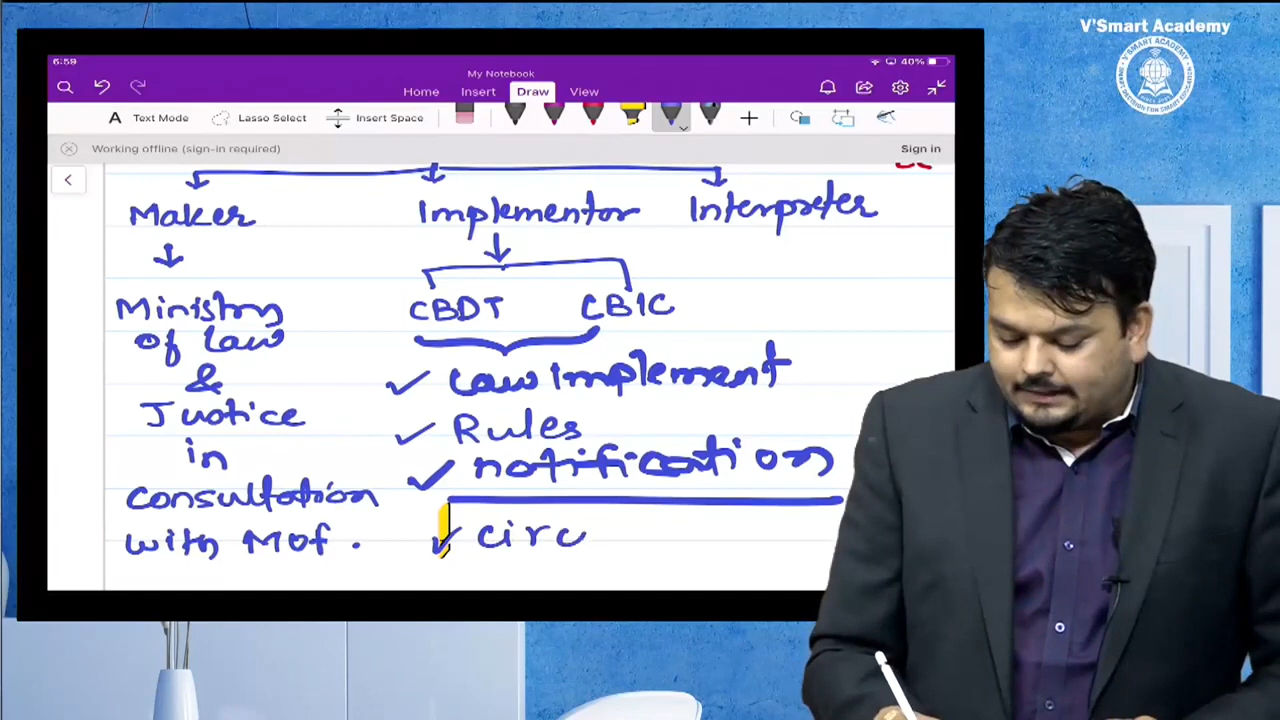 V'Smart Academy
6:59
40%
My Notebook
Home Insert Draw View
Text Mode Lasso Select Insert Space
Working offline (sign-in required) Sign in
Maker Implementor Interpreter
Ministry of Law & Justice in consultation with Mof.
CBDT CBIC
✓ Law Implement
✓ Rules
✓ notification
✓ circ